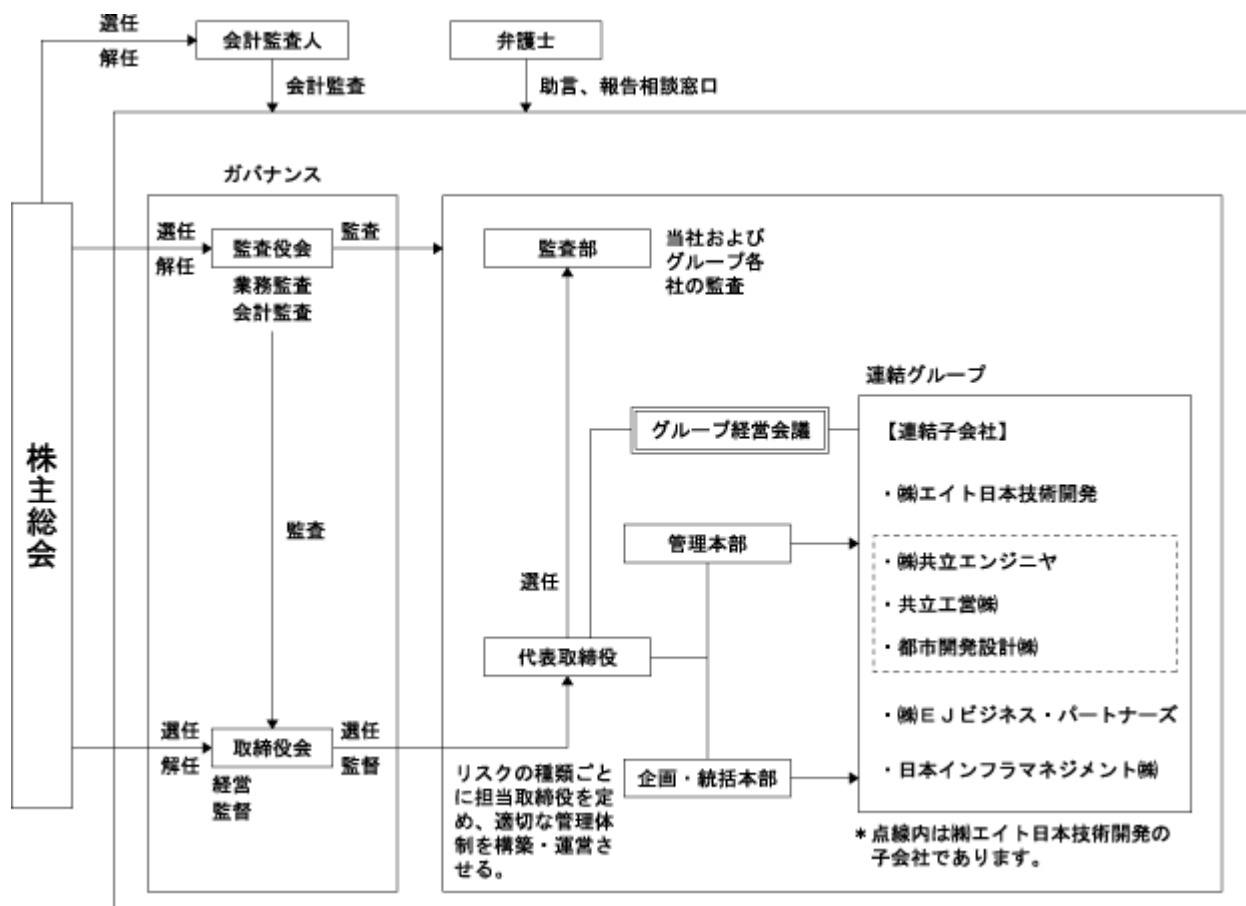 選任
解任
会計監査人
弁護士
会計監査
助言、報告相談窓口
ガバナンス
株主総会
選任
解任
監査役会
業務監査
会計監査
監査
監査部
当社および
グループ各
社の監査
連結グループ
グループ経営会議
【連結子会社】
・㈱エイト日本技術開発
監査
管理本部
・㈱共立エンジニヤ
・共立工営㈱
・都市開発設計㈱
選任
代表取締役
選任
解任
取締役会
経営
監督
選任
監督
・㈱ＥＪビジネス・パートナーズ
企画・統括本部
・日本インフラマネジメント㈱
リスクの種類ごと
に担当取締役を定
め、適切な管理体
制を構築・運営さ
せる。
＊点線内は㈱エイト日本技術開発の
子会社であります。